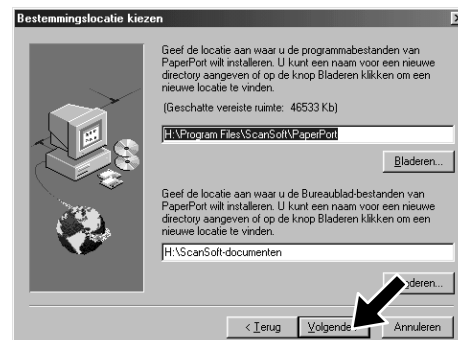 Bestemmingslocatie kiezen
Geef de locatie aan waar u de programmabestanden van
PaperPort wilt installeren. U kunt een naam voor een nieuwe
directory aangeven of op de knop Bladeren klikken om een
nieuwe locatie te vinden.
(Geschatte vereiste ruimte: 46533 Kb)
H:\Program Files\ScanSoft\PaperPort
Bladeren...
Geef de locatie aan waar u de Bureaublad-bestanden van
PaperPort wilt installeren. U kunt een naam voor een nieuwe
directory aangeven of op de knop Bladeren klikken om een
nieuwe locatie te vinden.
H:\ScanSoft-documenten
< Terug Volgende Annuleren